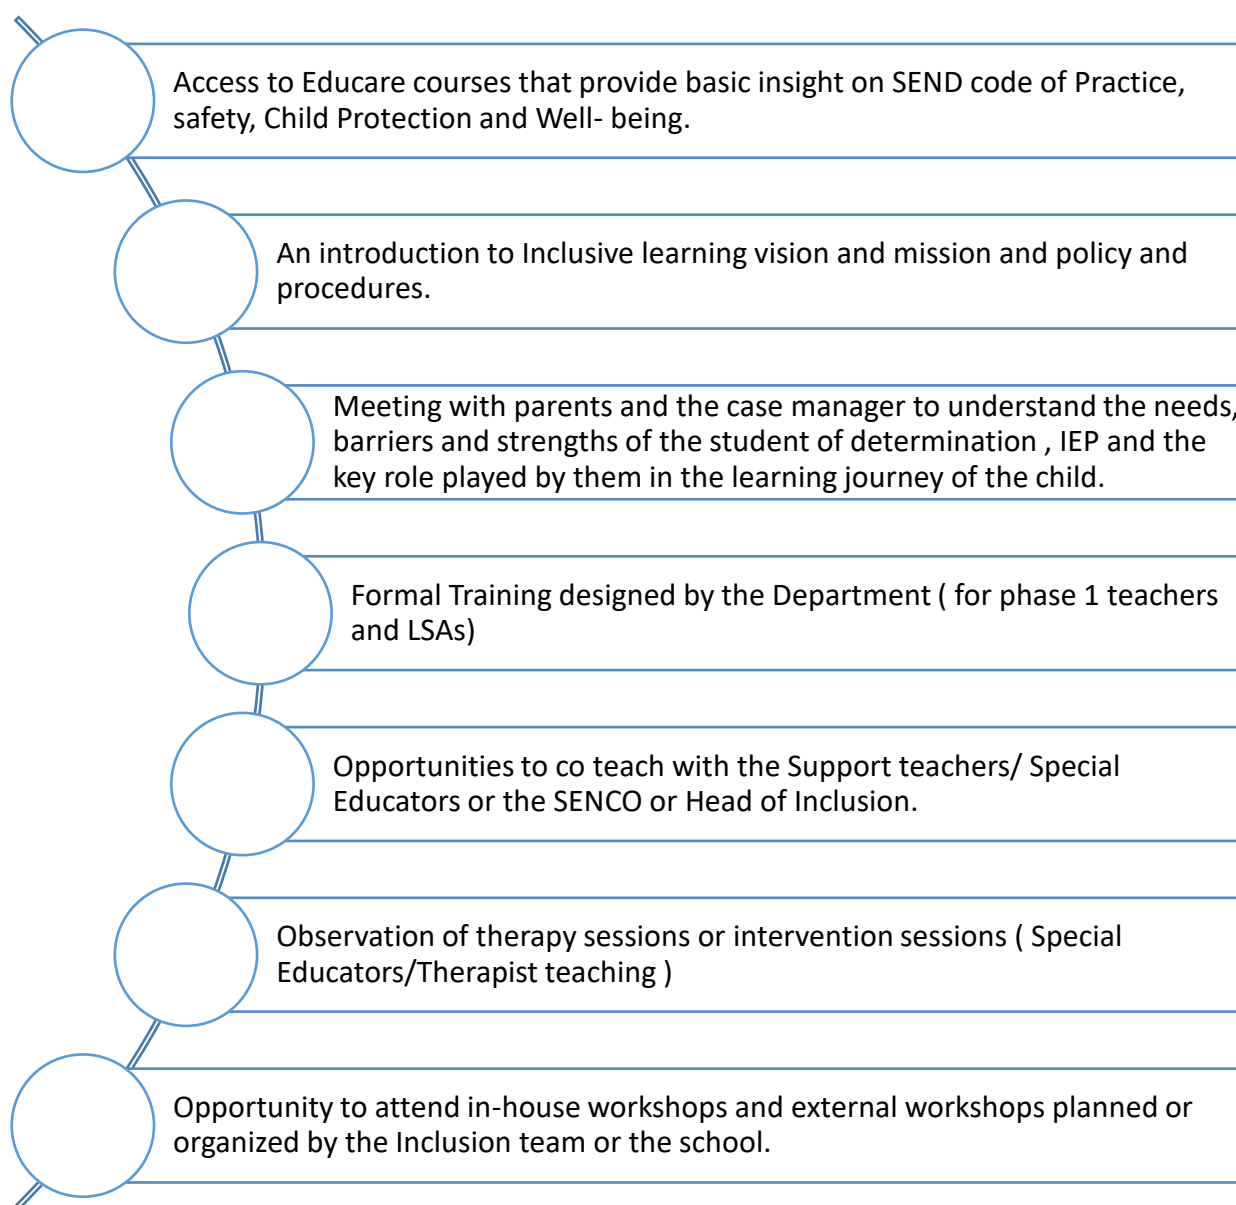 Access to Educare courses that provide basic insight on SEND code of Practice,
safety, Child Protection and Well- being.
An introduction to Inclusive learning vision and mission and policy and
procedures.
Meeting with parents and the case manager to understand the needs,
barriers and strengths of the student of determination , IEP and the
key role played by them in the learning journey of the child.
Formal Training designed by the Department ( for phase 1 teachers
and LSAs)
Opportunities to co teach with the Support teachers/ Special
Educators or the SENCO or Head of Inclusion.
Observation of therapy sessions or intervention sessions ( Special
Educators/Therapist teaching )
Opportunity to attend in-house workshops and external workshops planned or
organized by the Inclusion team or the school.